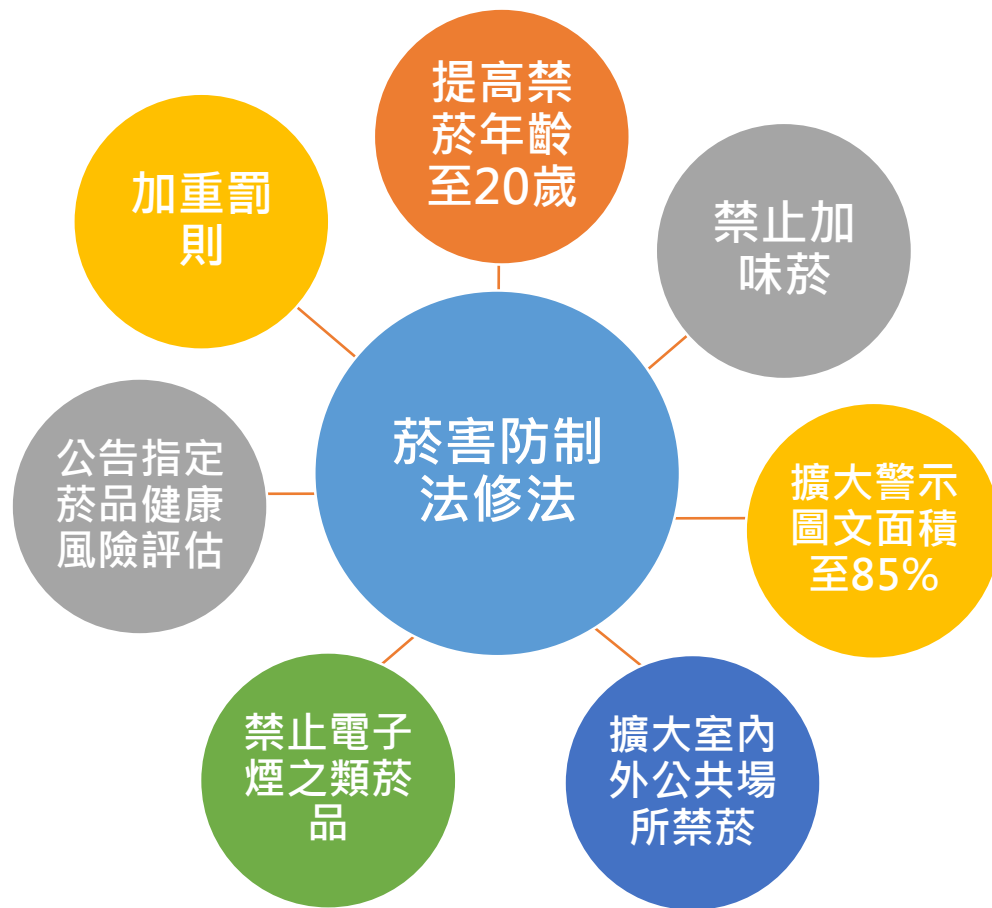 提高禁
菸年齡
至20歲
禁止加
味菸
擴大警示
圖文面積
至85%
擴大室內
外公共場
所禁菸
禁止電子
煙之類菸
品
公告指定
菸品健康
風險評估
加重罰
則
菸害防制
法修法